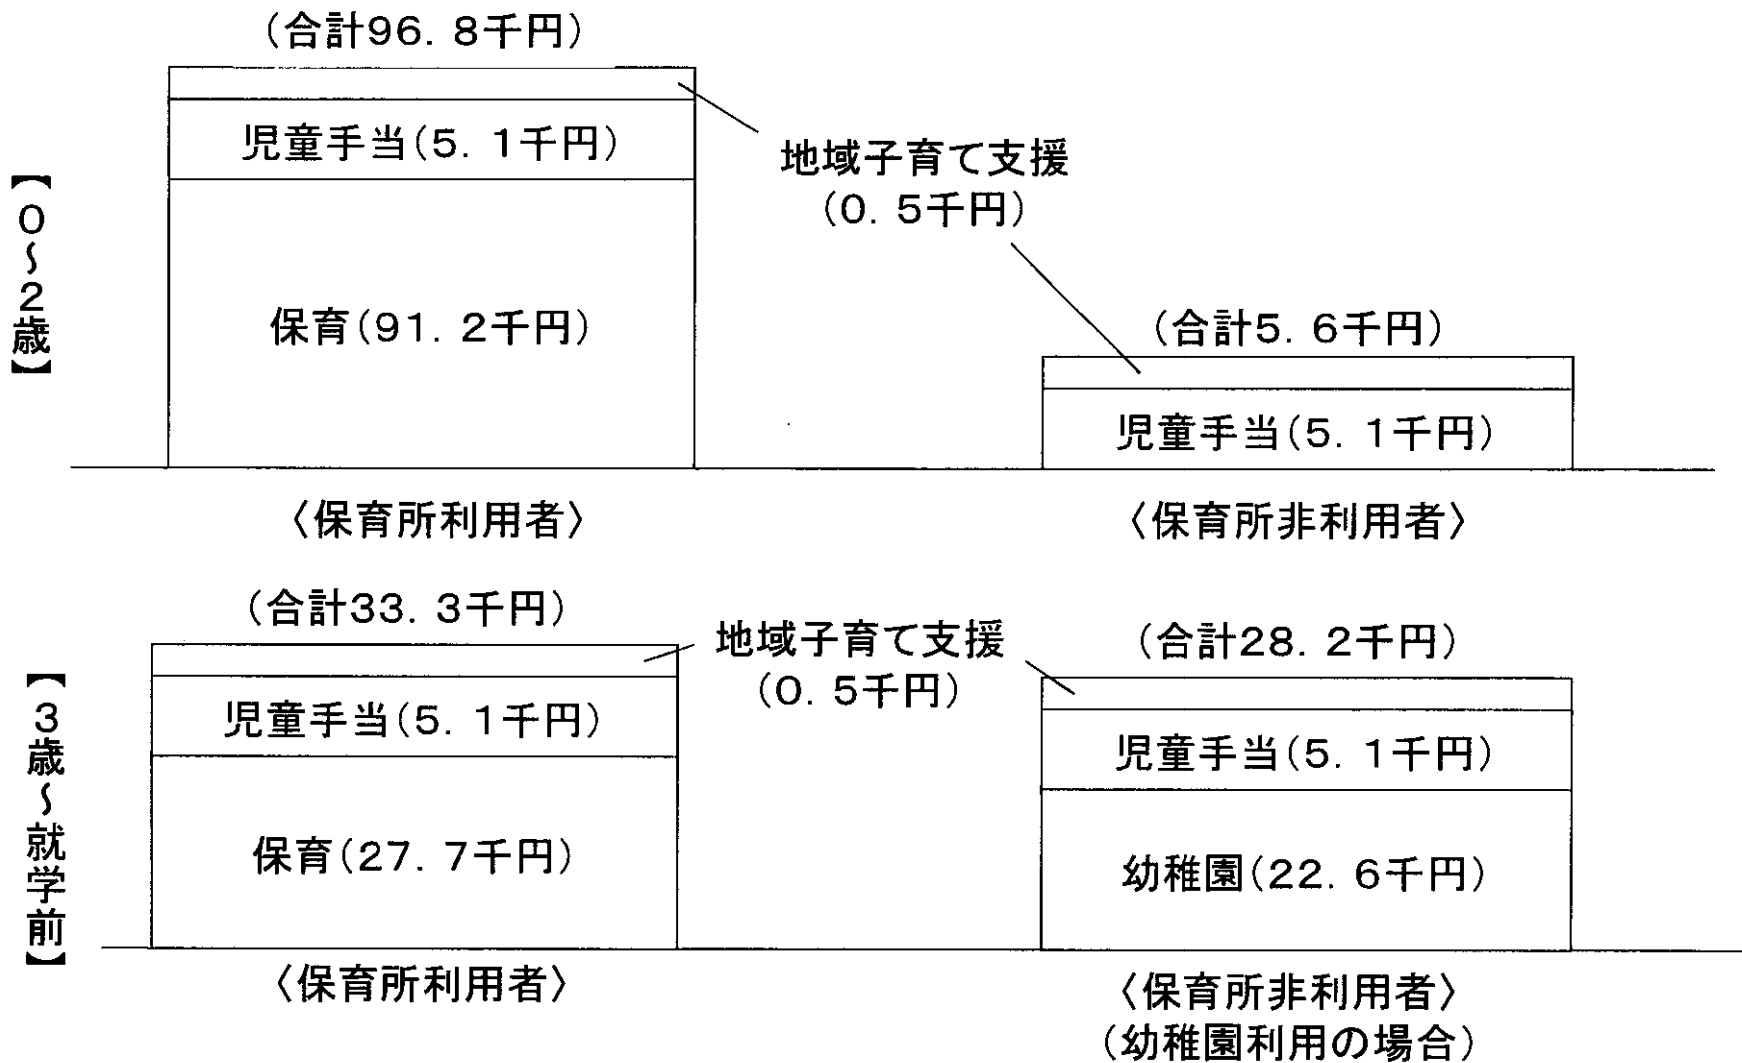 (合計96. 8千円)
児童手当(5. 1千円)
地域子育て支援
(0. 5千円)
【0~2歳】
保育(91. 2千円)
(合計5. 6千円)
児童手当(5. 1千円)
〈保育所利用者〉
〈保育所非利用者〉
(合計33. 3千円)
地域子育て支援
(0. 5千円)
(合計28. 2千円)
【3歳~就学前】
児童手当(5. 1千円)
児童手当(5. 1千円)
保育(27. 7千円)
幼稚園(22. 6千円)
〈保育所利用者〉
〈保育所非利用者〉
(幼稚園利用の場合)